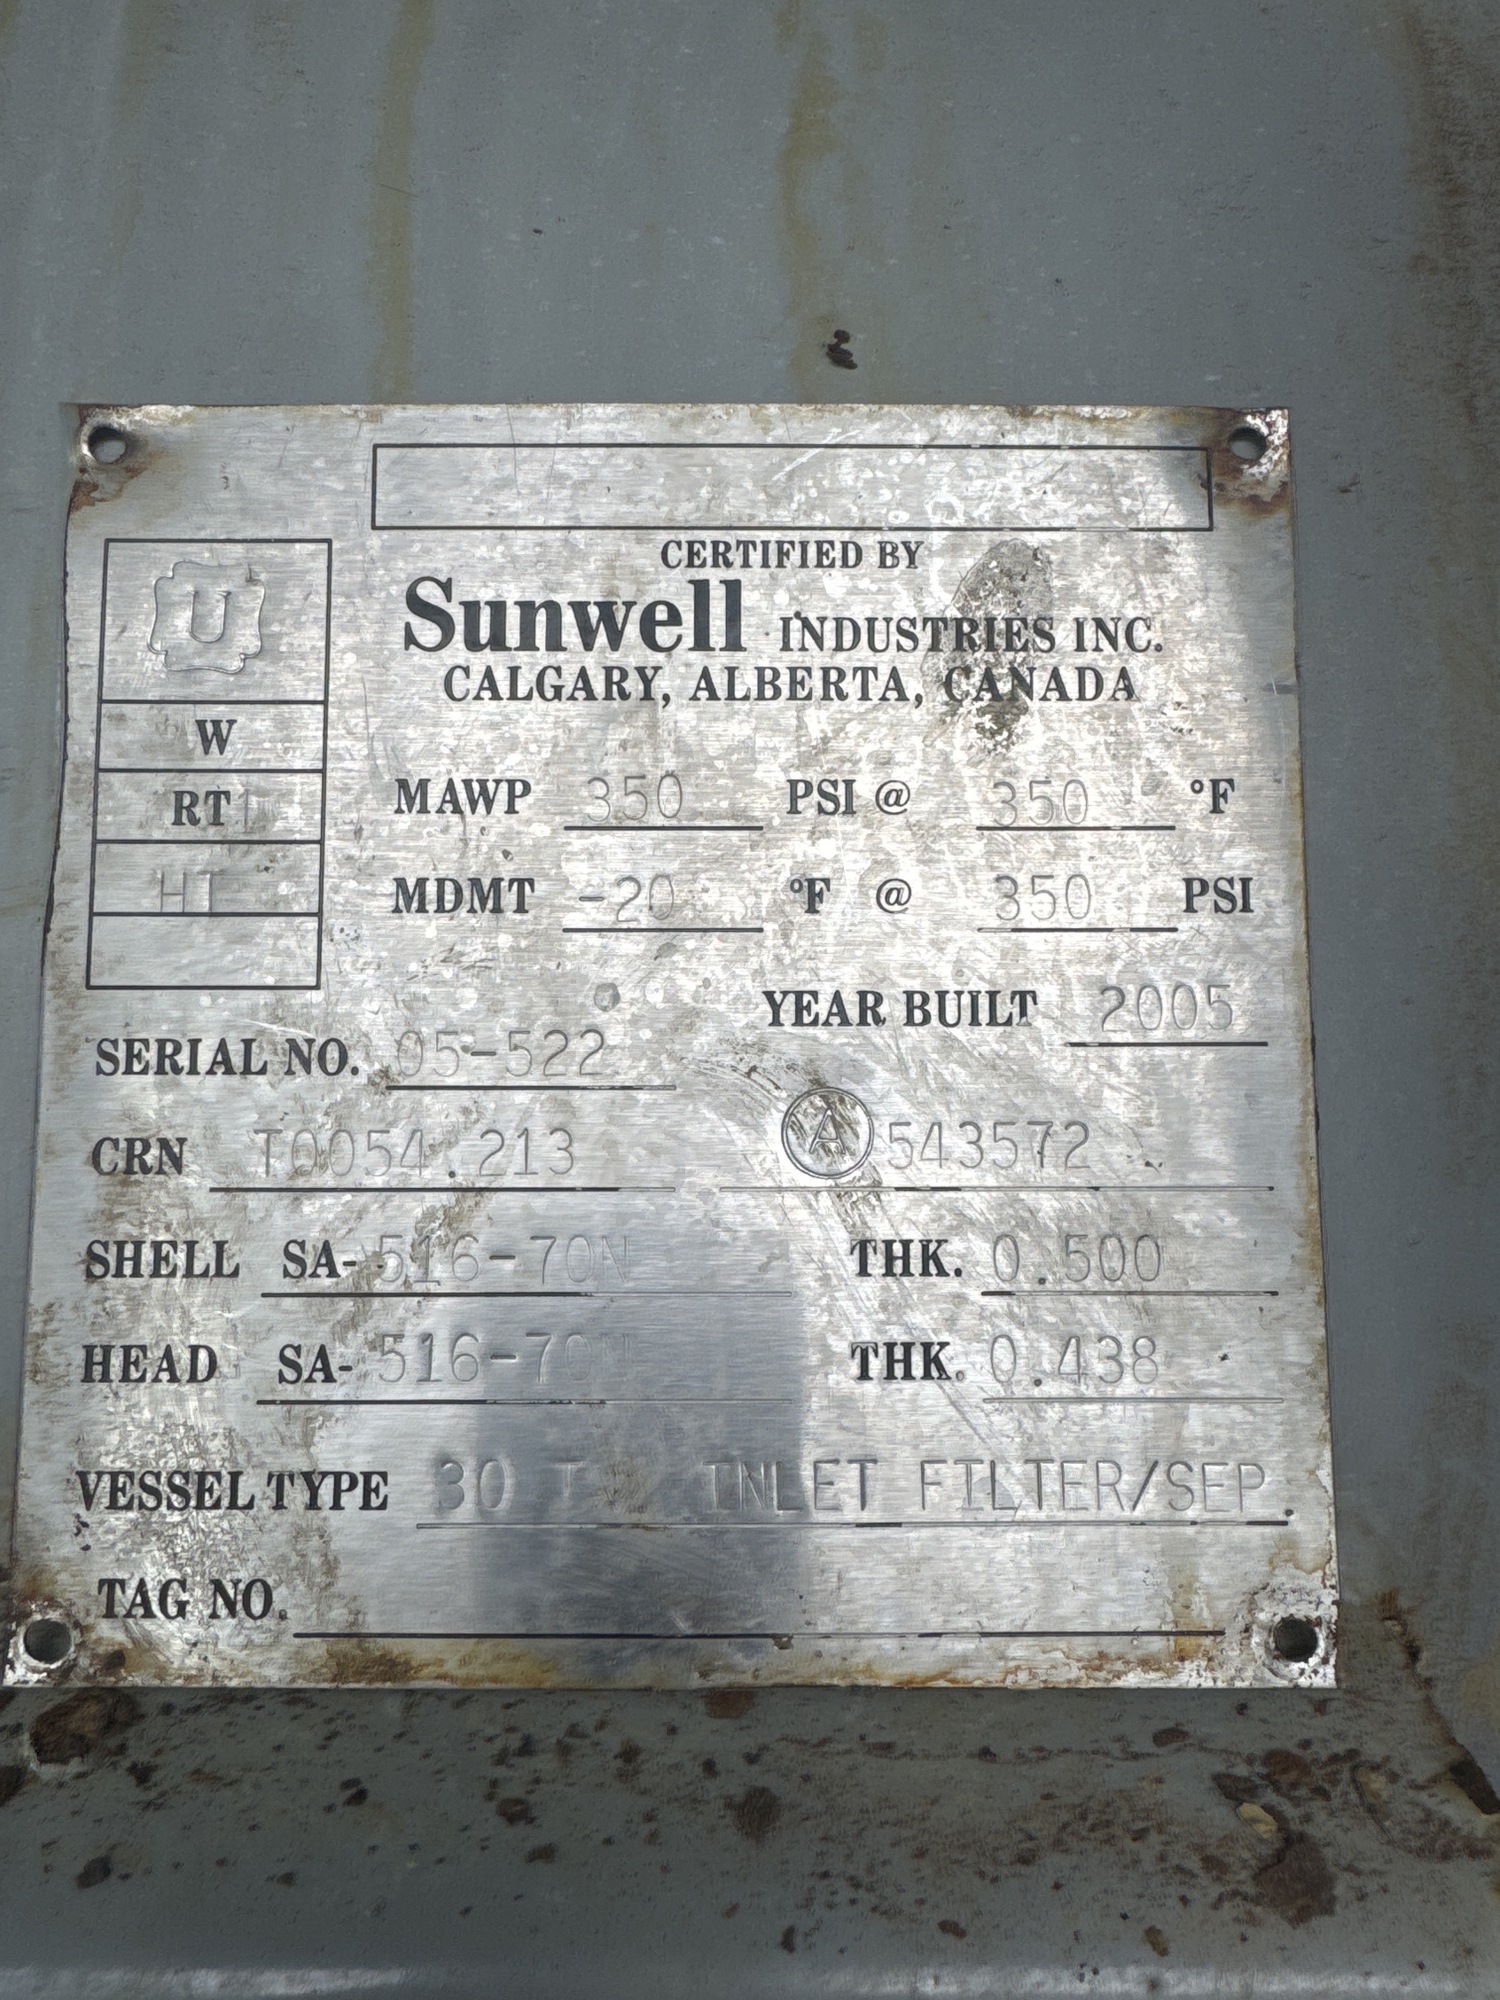 CERTIFIED BY
Sunwell INDUSTRIES INC.
CALGARY, ALBERTA, CANADA
U
W
RT 1
HT
MAWP 350 PSI @ 350 °F
MDMT -20 °F @ 350 PSI
YEAR BUILT 2005
SERIAL NO. 05-522
CRN T0054.213
A 543572
SHELL SA-516-70N THK. 0.500
HEAD SA-516-70N THK. 0.438
VESSEL TYPE 30 INLET FILTER/SEP.
TAG NO.